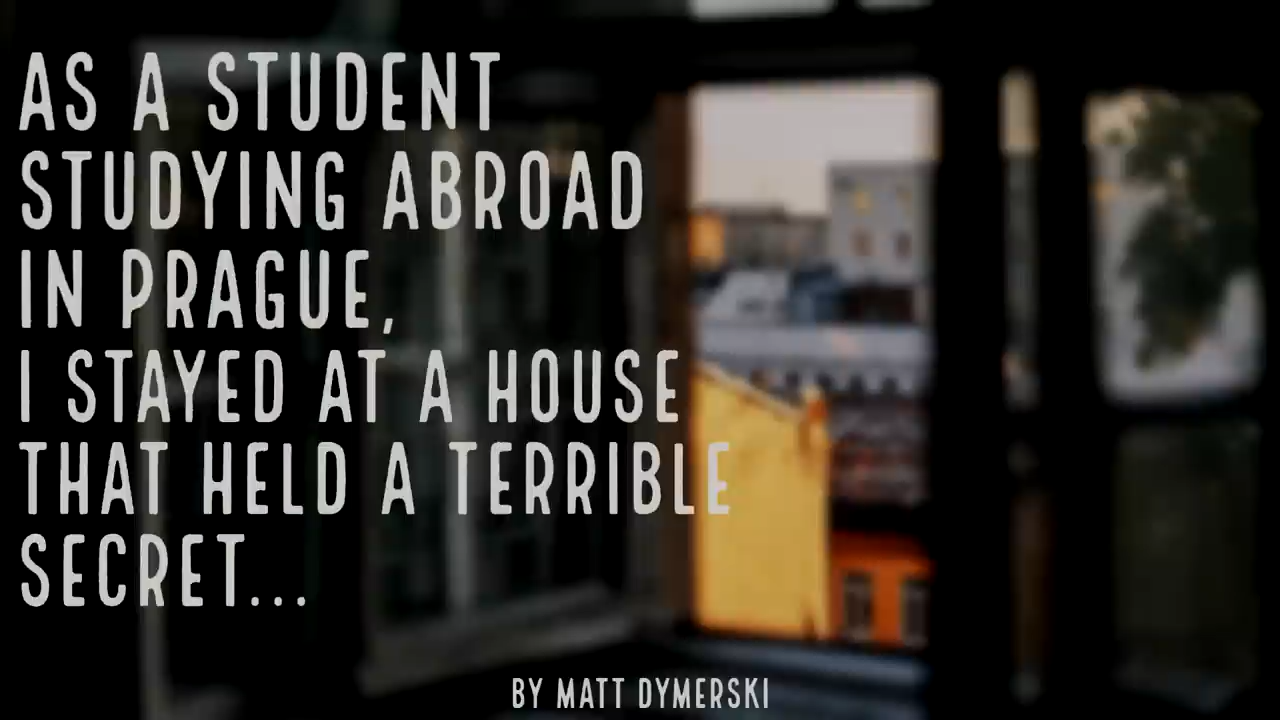 AS A STUDENT
STUDYING ABROAD
IN PRAGUE,
I STAYED AT A HOUSE
THAT HELD A TERRIBLE
SECRET...
BY MATT DYMERSKI